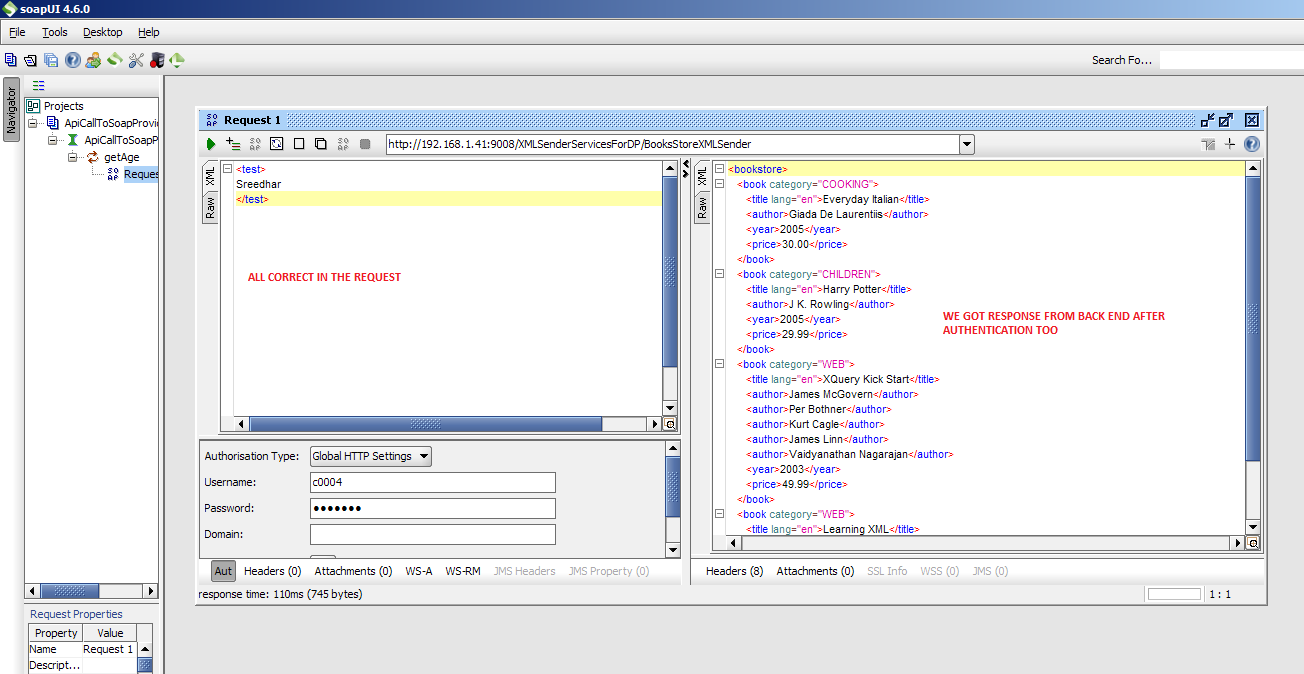 soapUI 4.6.0
File Tools Desktop Help
Search Fo...
Navigator
Projects
ApiCallToSoapProvi
ApiCallToSoapP
getAge
Reques
Request 1
http://192.168.1.41:9008/XMLSenderServicesForDP/BooksStoreXMLSender
XML
Raw
<test>
Sreedhar
</test>
ALL CORRECT IN THE REQUEST
XML
Raw
<bookstore>
<book category="COOKING">
<title lang="en">Everyday Italian</title>
<author>Giada De Laurentiis</author>
<year>2005</year>
<price>30.00</price>
</book>
<book category="CHILDREN">
<title lang="en">Harry Potter</title>
<author>J K. Rowling</author>
<year>2005</year>
<price>29.99</price>
</book>
<book category="WEB">
<title lang="en">XQuery Kick Start</title>
<author>James McGovern</author>
<author>Per Bothner</author>
<author>Kurt Cagle</author>
<author>James Linn</author>
<author>Vaidyanathan Nagarajan</author>
<year>2003</year>
<price>49.99</price>
</book>
<book category="WEB">
<title lang="en">Learning XML</title>
WE GOT RESPONSE FROM BACK END AFTER
AUTHENTICATION TOO
Authorisation Type: Global HTTP Settings
Username: c0004
Password: •••••••
Domain:
Aut Headers (0) Attachments (0) WS-A WS-RM JMS Headers JMS Property (0)
Headers (8) Attachments (0) SSL Info WSS (0) JMS (0)
response time: 110ms (745 bytes)
1 : 1
Request Properties
Property Value
Name Request 1
Descript...